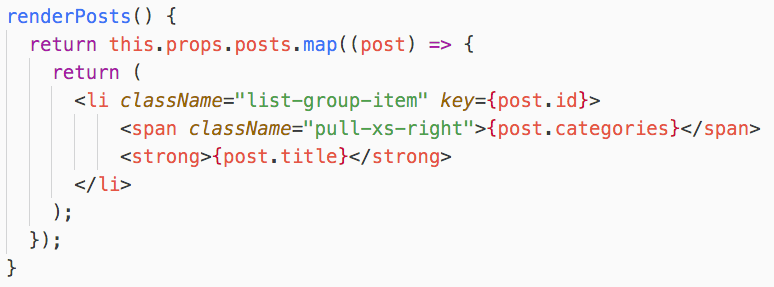 renderPosts() {
  return this.props.posts.map((post) => {
    return (
      <li className="list-group-item" key={post.id}>
          <span className="pull-xs-right">{post.categories}</span>
          <strong>{post.title}</strong>
      </li>
    );
  });
}